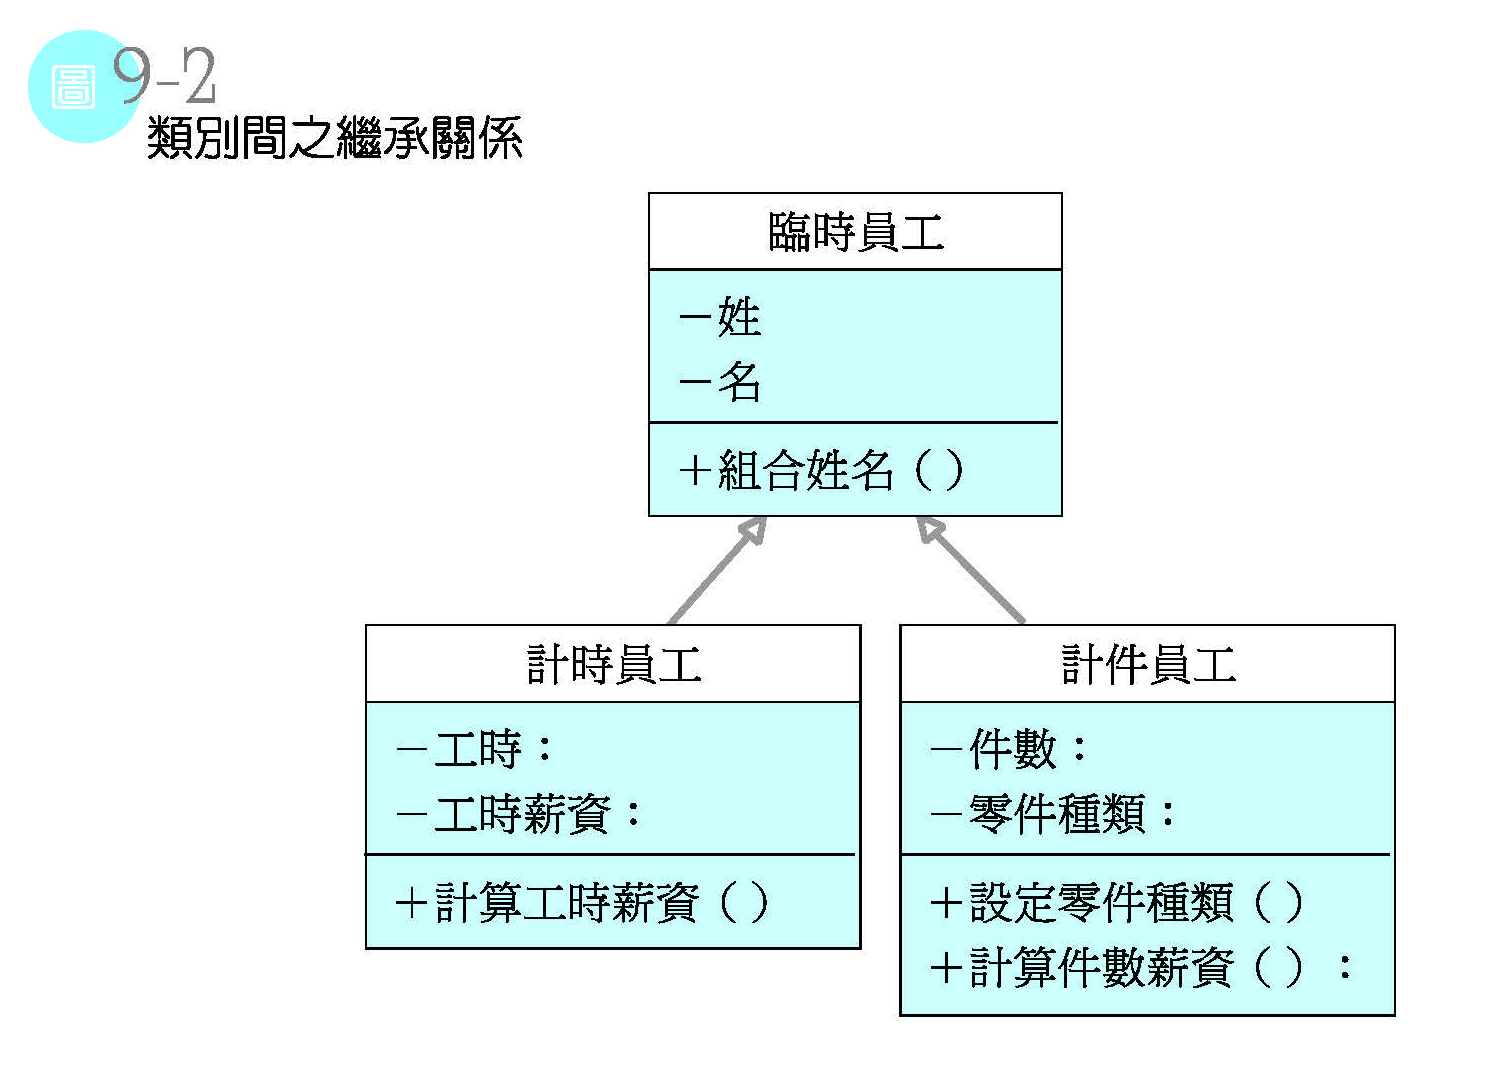 圖 9-2
類別間之繼承關係
臨時員工
－姓
－名
＋組合姓名（）
計時員工
－工時：
－工時薪資：
＋計算工時薪資（）
計件員工
－件數：
－零件種類：
＋設定零件種類（）
＋計算件數薪資（）：